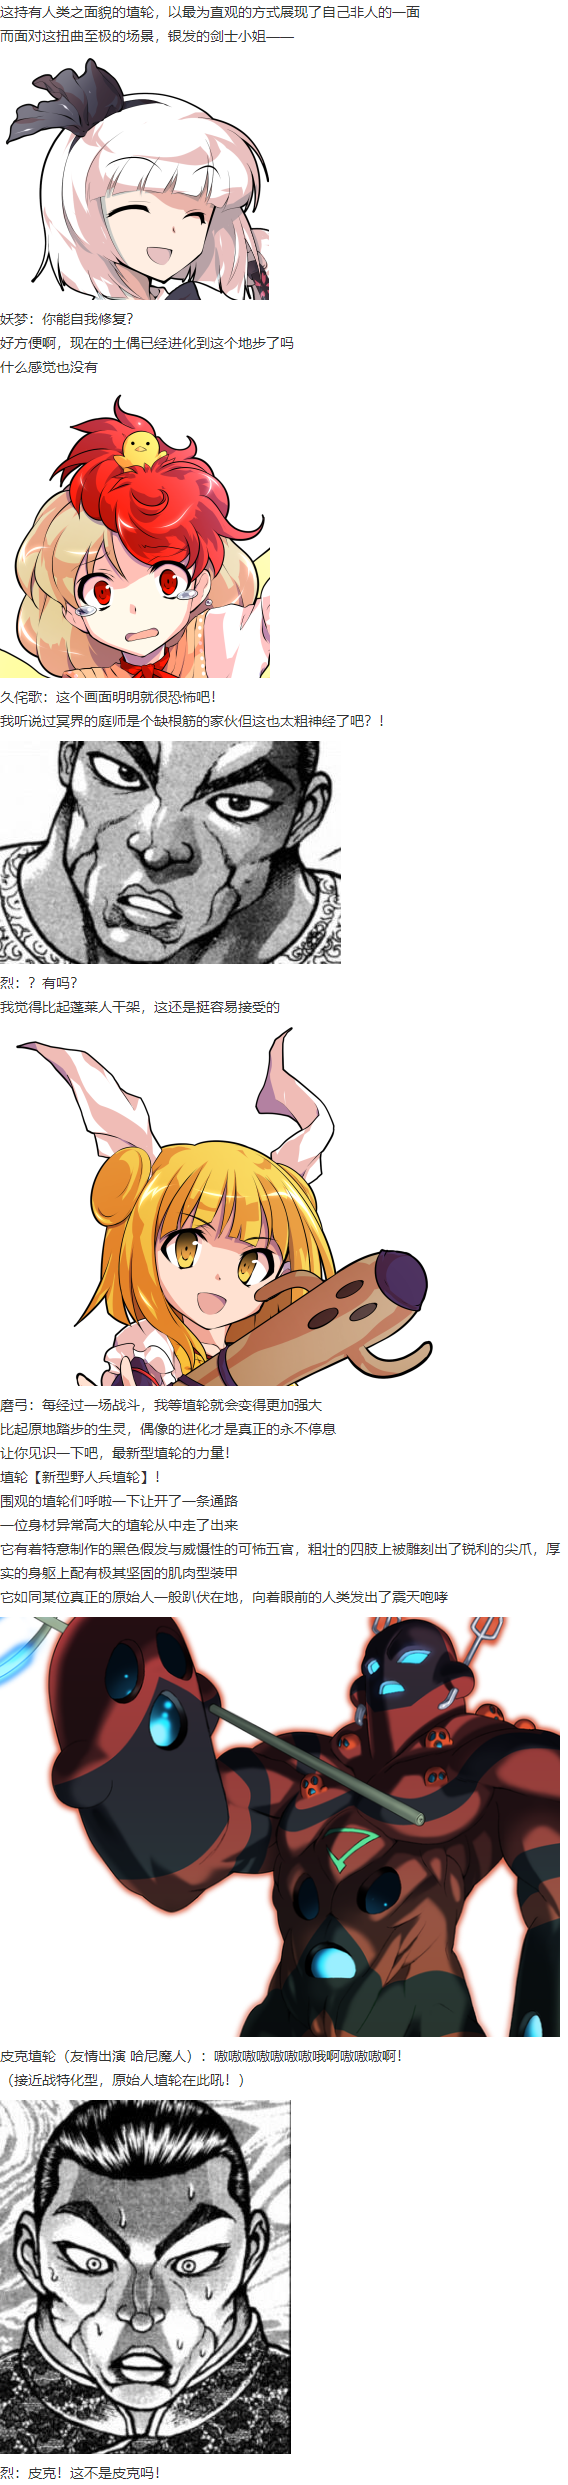 这持有人类之面貌的埴轮，以最为直观的方式展现了自己非人的一面
而面对这扭曲至极的场景，银发的剑士小姐——
妖梦：你能自我修复？
好方便啊，现在的土偶已经进化到这个地步了吗
什么感觉也没有
久侘歌：这个画面明明就很恐怖吧！
我听说过冥界的庭师是个缺根筋的家伙但这也太粗神经了吧？！
烈：？有吗？
我觉得比起蓬莱人干架，这还是挺容易接受的
磨弓：每经过一场战斗，我等埴轮就会变得更加强大
比起原地踏步的生灵，偶像的进化才是真正的永不停息
让你见识一下吧，最新型埴轮的力量！
埴轮【新型野人兵埴轮】！
围观的埴轮们呼啦一下让开了一条通路
一位身材异常高大的埴轮从中走了出来
它有着特意制作的黑色假发与威慑性的可怖五官，粗壮的四肢上被雕刻出了锐利的尖爪，厚
实的身躯上配有极其坚固的肌肉型装甲
它如同某位真正的原始人一般趴伏在地，向着眼前的人类发出了震天咆哮
皮克埴轮（友情出演 哈尼魔人）：嗷嗷嗷嗷嗷嗷嗷哦啊嗷嗷嗷啊！
（接近战特化型，原始人埴轮在此吼！）
烈：皮克！这不是皮克吗！